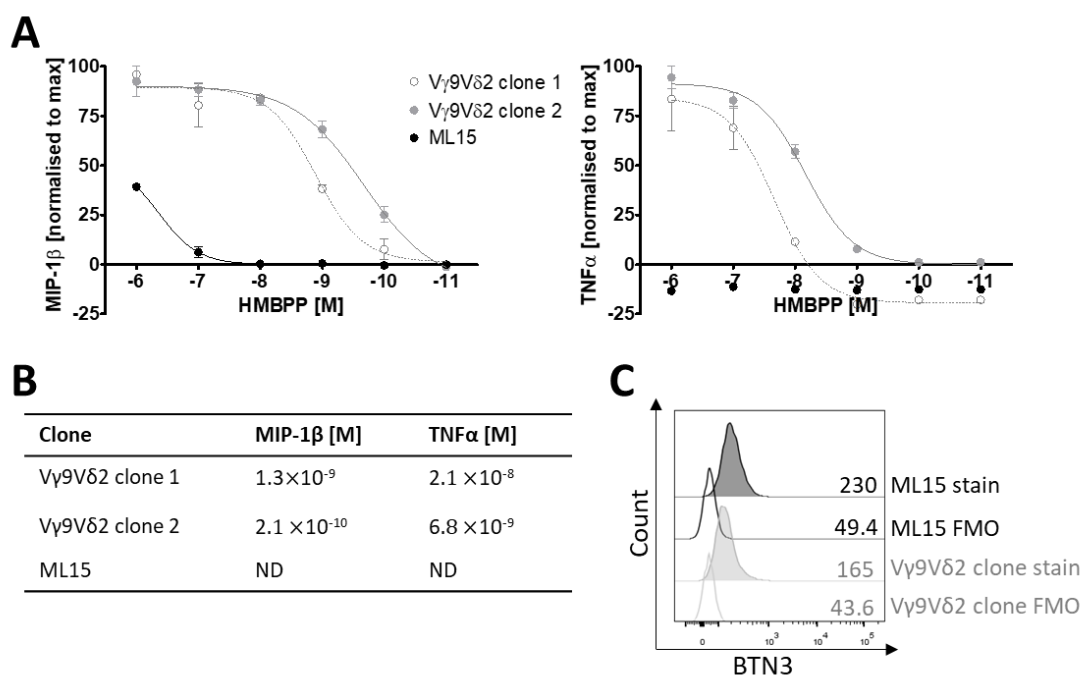 A
MIP-1β [normalised to max]
100
75
50
25
0
-25
-6 -7 -8 -9 -10 -11
HMBPP [M]
Vγ9Vδ2 clone 1
Vγ9Vδ2 clone 2
ML15
TNFα [normalised to max]
100
75
50
25
0
-25
-6 -7 -8 -9 -10 -11
HMBPP [M]
B
Clone MIP-1β [M] TNFα [M]
Vγ9Vδ2 clone 1 1.3×10⁻⁹ 2.1 ×10⁻⁸
Vγ9Vδ2 clone 2 2.1 ×10⁻¹⁰ 6.8 ×10⁻⁹
ML15 ND ND
C
Count
230 ML15 stain
49.4 ML15 FMO
165 Vγ9Vδ2 clone stain
43.6 Vγ9Vδ2 clone FMO
0 10³ 10⁴ 10⁵
BTN3